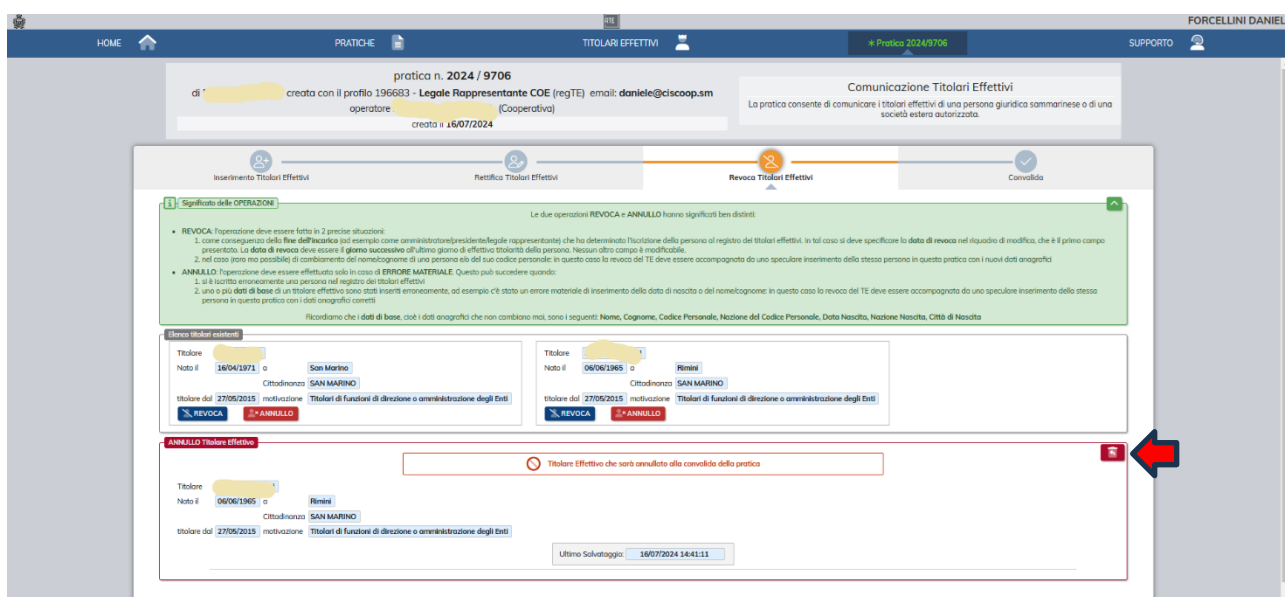 RTE
FORCELLINI DANIEL
HOME PRATICHE TITOLARI EFFETTIVI * Pratica 2024/9706 SUPPORTO
pratica n. 2024 / 9706
di creata con il profilo 196683 - Legale Rappresentante COE (regTE) email: daniele@ciscoop.sm
operatore (Cooperativa)
creata il 16/07/2024
Comunicazione Titolari Effettivi
La pratica consente di comunicare i titolari effettivi di una persona giuridica sammarinese o di una
società estera autorizzata.
Inserimento Titolari Effettivi Rettifica Titolari Effettivi Revoca Titolari Effettivi Convalida
Significato delle OPERAZIONI
Le due operazioni REVOCA e ANNULLO hanno significati ben distinti:
• REVOCA: l'operazione deve essere fatta in 2 precise situazioni:
1. come conseguenza della fine dell'incarico (ad esempio come amministratore/presidente/legale rappresentante) che ha determinato l'iscrizione della persona al registro dei titolari effettivi. In tal caso si deve specificare la data di revoca nel riquadro di modifica, che è il primo campo
presentato. La data di revoca deve essere il giorno successivo all'ultimo giorno di effettiva titolarità della persona. Nessun altro campo è modificabile.
2. nel caso (raro ma possibile) di cambiamento del nome/cognome di una persona e/o del suo codice personale: in questo caso la revoca del TE deve essere accompagnata da uno speculare inserimento della stessa persona in questa pratica con i nuovi dati anagrafici
• ANNULLO: l'operazione deve essere effettuata solo in caso di ERRORE MATERIALE. Questo può succedere quando:
1. si è iscritta erroneamente una persona nel registro dei titolari effettivi
2. uno o più dati di base di un titolare effettivo sono stati inseriti erroneamente, ad esempio c'è stato un errore materiale di inserimento della data di nascita o del nome/cognome: in questo caso la revoca del TE deve essere accompagnata da uno speculare inserimento della stessa
persona in questa pratica con i dati anagrafici corretti
Ricordiamo che i dati di base, cioè i dati anagrafici che non cambiano mai, sono i seguenti: Nome, Cognome, Codice Personale, Nazione del Codice Personale, Data Nascita, Nazione Nascita, Città di Nascita
Elenco titolari esistenti
Titolare
Nato il 16/04/1971 a San Marino
Cittadinanza SAN MARINO
titolare dal 27/05/2015 motivazione Titolari di funzioni di direzione o amministrazione degli Enti
REVOCA ANNULLO
Titolare
Nato il 06/06/1965 a Rimini
Cittadinanza SAN MARINO
titolare dal 27/05/2015 motivazione Titolari di funzioni di direzione o amministrazione degli Enti
REVOCA ANNULLO
ANNULLO Titolare Effettivo
Titolare Effettivo che sarà annullato alla convalida della pratica
Titolare
Nato il 06/06/1965 a Rimini
Cittadinanza SAN MARINO
titolare dal 27/05/2015 motivazione Titolari di funzioni di direzione o amministrazione degli Enti
Ultimo Salvataggio: 16/07/2024 14:41:11